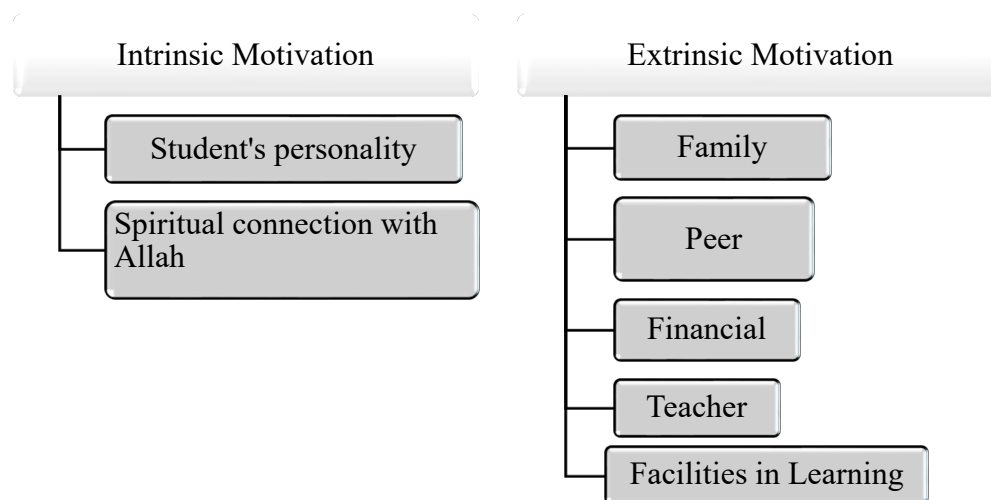 Intrinsic Motivation
Student's personality
Spiritual connection with
Allah
Extrinsic Motivation
Family
Peer
Financial
Teacher
Facilities in Learning